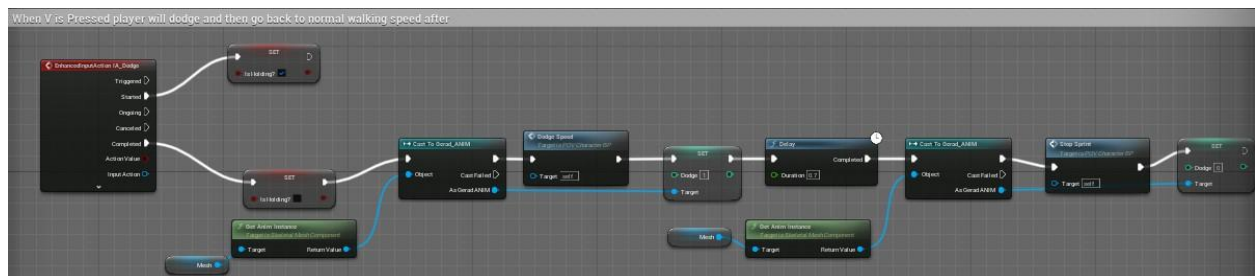 When V is Pressed player will dodge and then go back to normal walking speed after
SET
Is Holding?
EnhancedInputAction IA_Dodge
Triggered
Started
Ongoing
Canceled
Completed
Action Value
Input Action
SET
Is Holding?
Get Anim Instance
Target is Skeletal Mesh Component
Target
Return Value
Mesh
Cast To Gerad_ANIM
Object
Cast Failed
As Gerad ANIM
Dodge Speed
Target is POV Character BP
Target self
SET
Dodge 1
Target
Delay
Completed
Duration 0.7
Mesh
Get Anim Instance
Target is Skeletal Mesh Component
Target
Return Value
Cast To Gerad_ANIM
Object
Cast Failed
As Gerad ANIM
Stop Sprint
Target is POV Character BP
Target self
SET
Dodge 0
Target